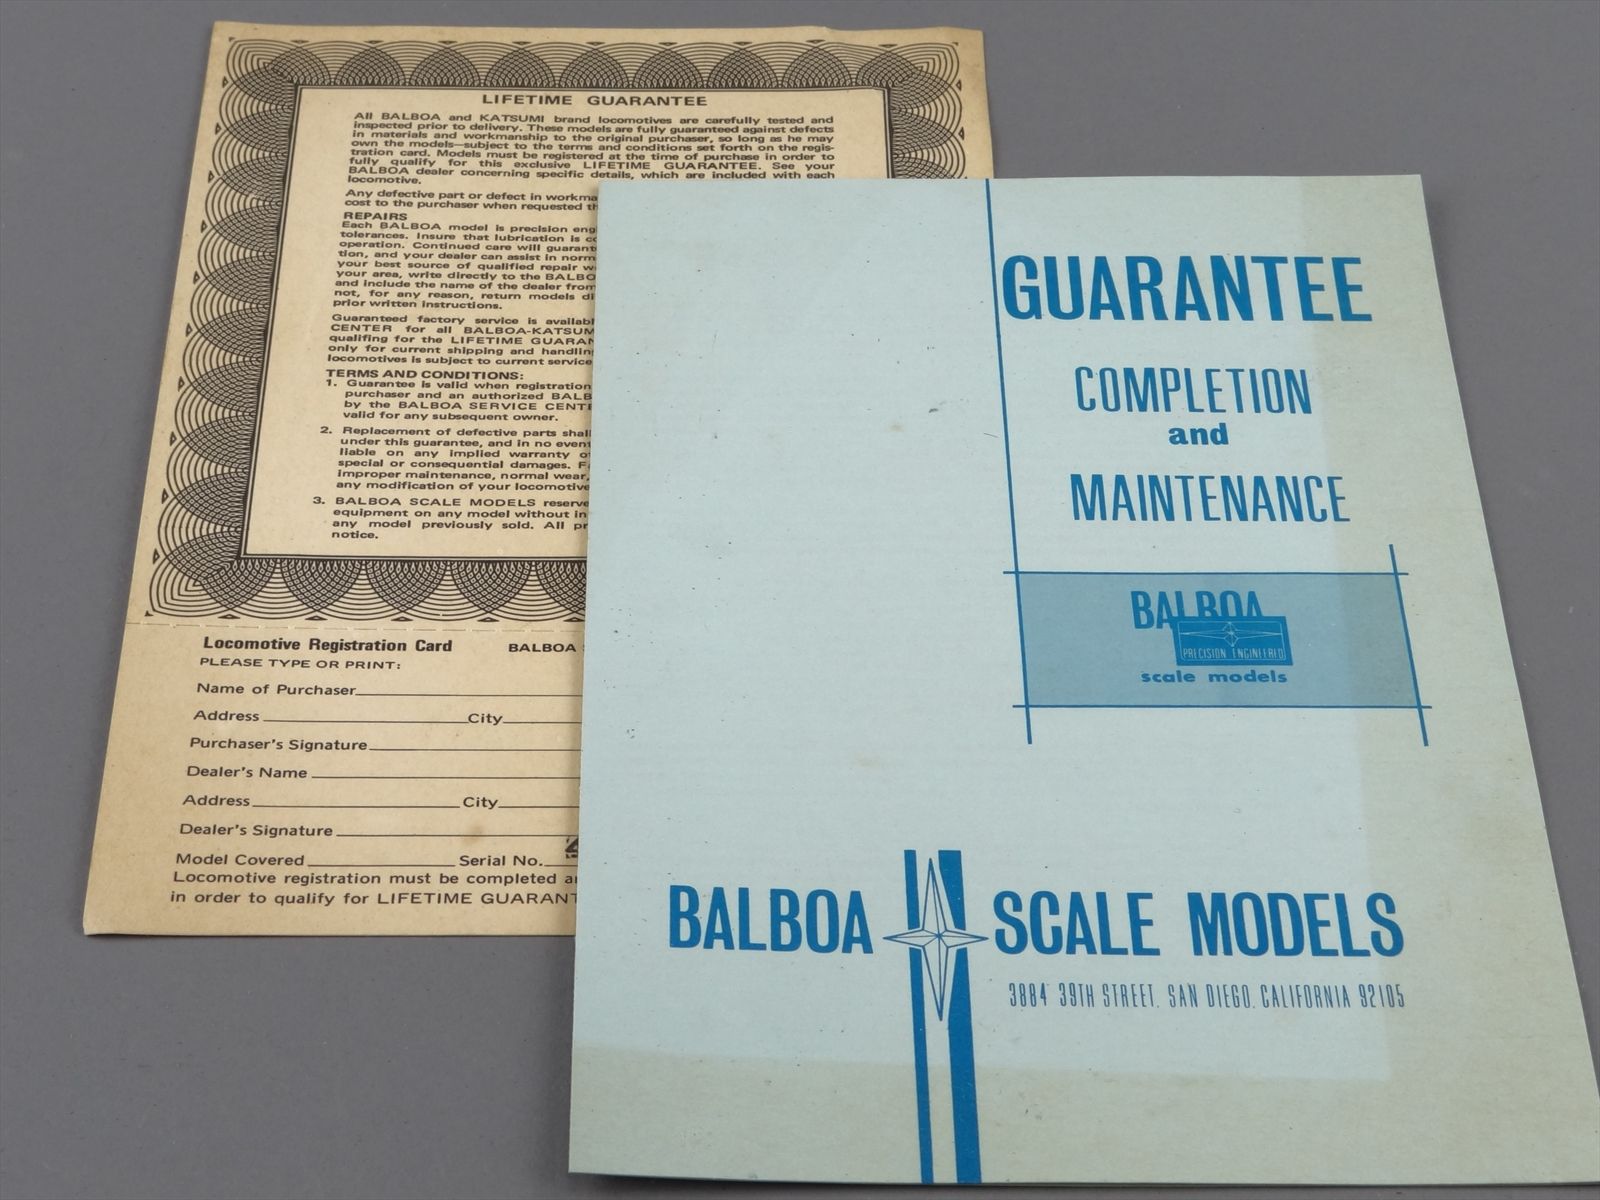 LIFETIME GUARANTEE
All BALBOA and KATSUMI brand locomotives are carefully tested and
inspected prior to delivery. These models are fully guaranteed against defects
in materials and workmanship to the original purchaser, so long as he may
own the models—subject to the terms and conditions set forth on the regis-
tration card. Models must be registered at the time of purchase in order to
fully qualify for this exclusive LIFETIME GUARANTEE. See your
BALBOA dealer concerning specific details, which are included with each
locomotive.
Any defective part or defect in workma
cost to the purchaser when requested th
REPAIRS
Each BALBOA model is precision eng
tolerances. Insure that lubrication is co
operation. Continued care will guarant
tion, and your dealer can assist in norm
your best source of qualified repair w
your area, write directly to the BALBO
and include the name of the dealer from
not, for any reason, return models di
prior written instructions.
Guaranteed factory service is availabl
CENTER for all BALBOA-KATSUM
qualifing for the LIFETIME GUARAN
only for current shipping and handling
locomotives is subject to current service
TERMS AND CONDITIONS:
1. Guarantee is valid when registration
purchaser and an authorized BALB
by the BALBOA SERVICE CENTE
valid for any subsequent owner.
2. Replacement of defective parts shal
under this guarantee, and in no even
liable on any implied warranty o
special or consequential damages. F
improper maintenance, normal wear,
any modification of your locomotive
3. BALBOA SCALE MODELS reserve
equipment on any model without in
any model previously sold. All pr
notice.
Locomotive Registration Card BALBOA
PLEASE TYPE OR PRINT:
Name of Purchaser
Address City
Purchaser's Signature
Dealer's Name
Address City
Dealer's Signature
Model Covered Serial No.
Locomotive registration must be completed a
in order to qualify for LIFETIME GUARANT
GUARANTEE
COMPLETION
and
MAINTENANCE
BALBOA
PRECISION ENGINEERED
scale models
BALBOA SCALE MODELS
3884 39TH STREET, SAN DIEGO, CALIFORNIA 92105